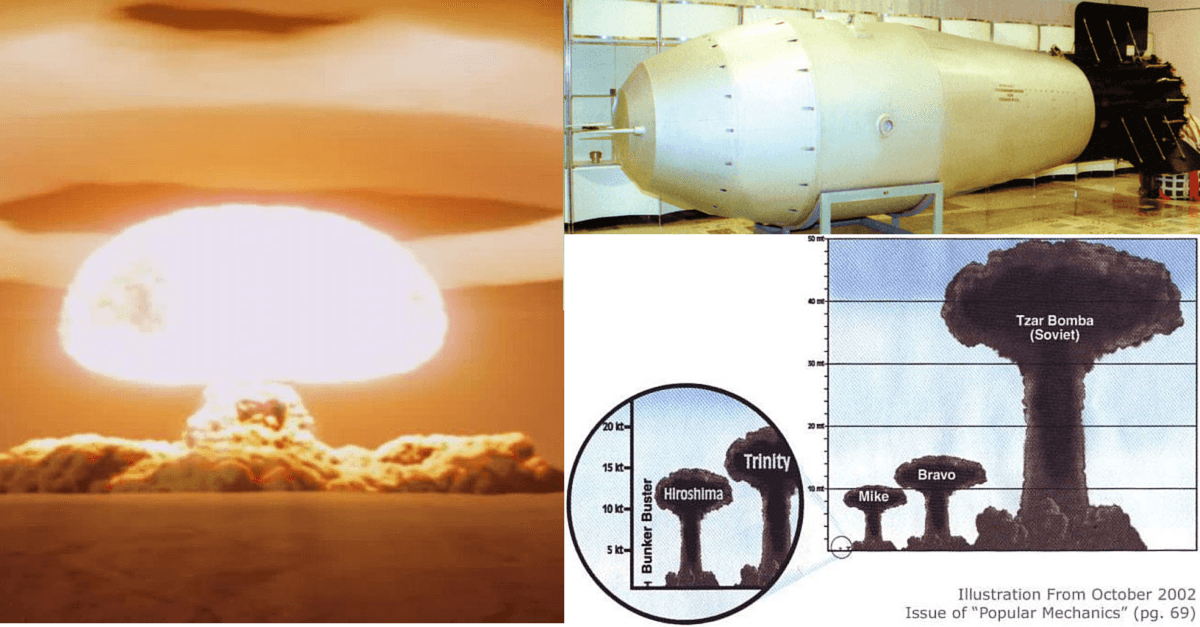 50 mt
40 mt
30 mt
20 mt
10 mt
Tzar Bomba
(Soviet)
Bravo
Mike
20 kt
15 kt
10 kt
5 kt
Bunker Buster
Hiroshima
Trinity
Illustration From October 2002
Issue of "Popular Mechanics" (pg. 69)